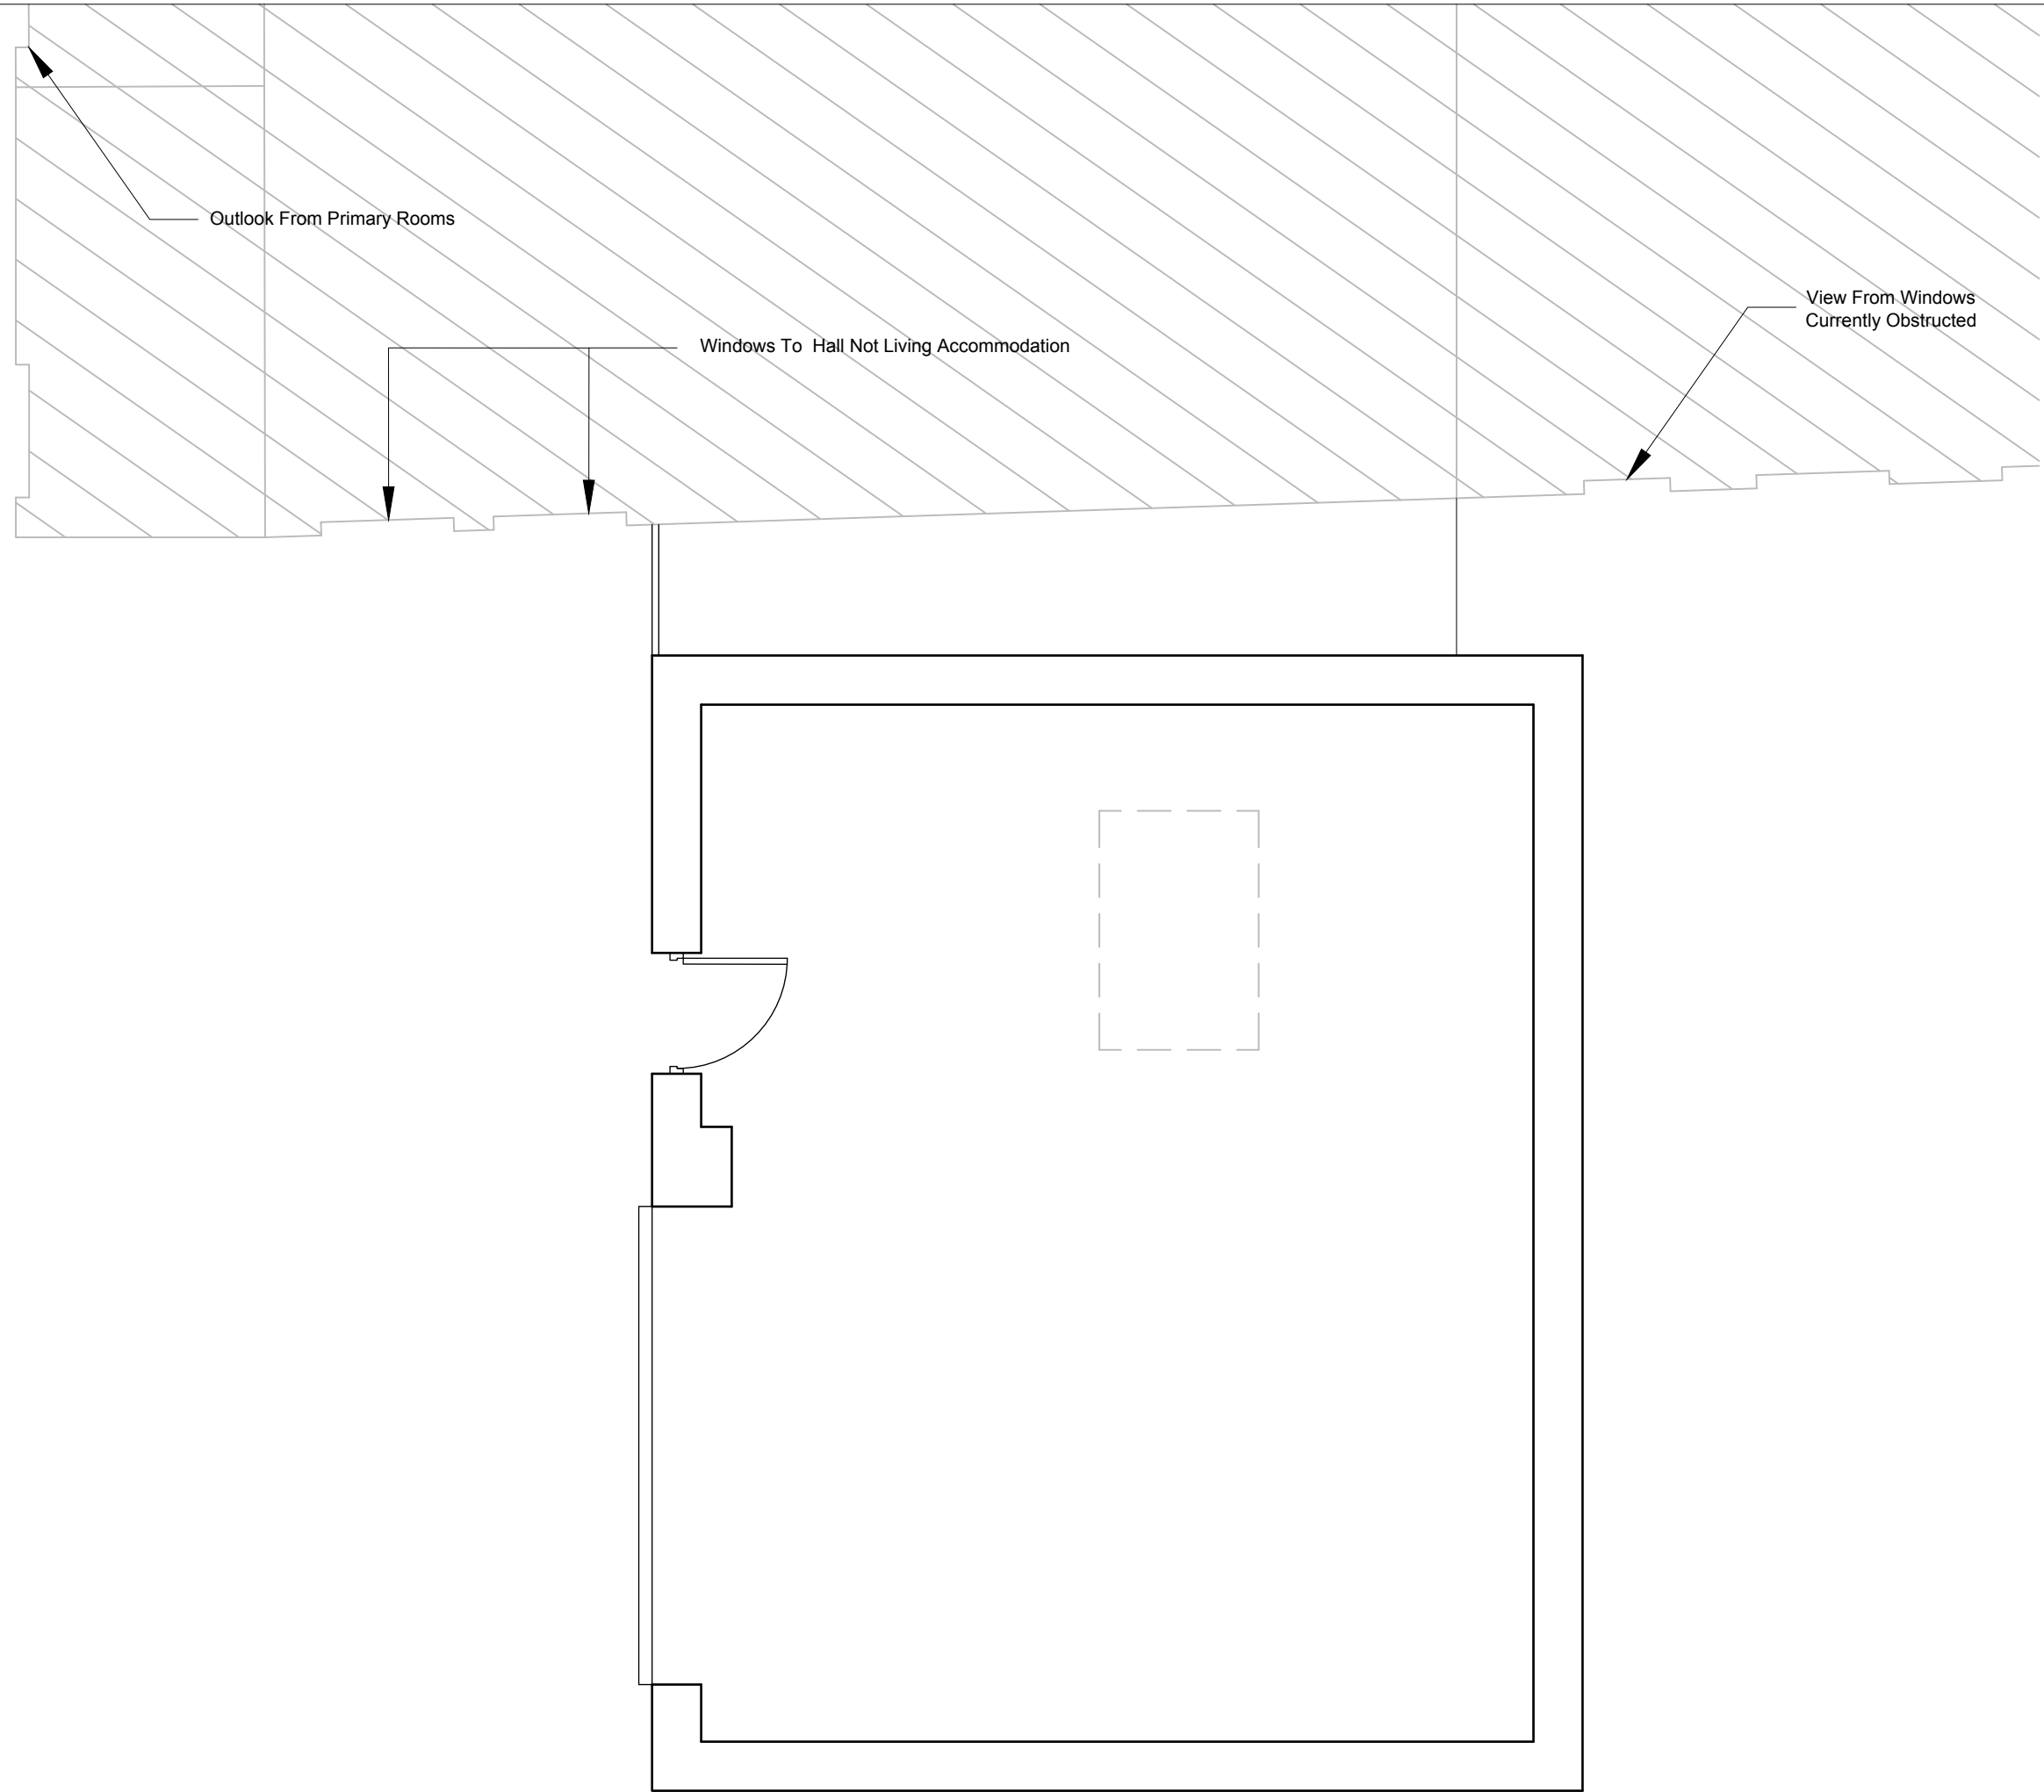 Outlook From Primary Rooms
View From Windows
Currently Obstructed
Windows To  Hall Not Living Accommodation